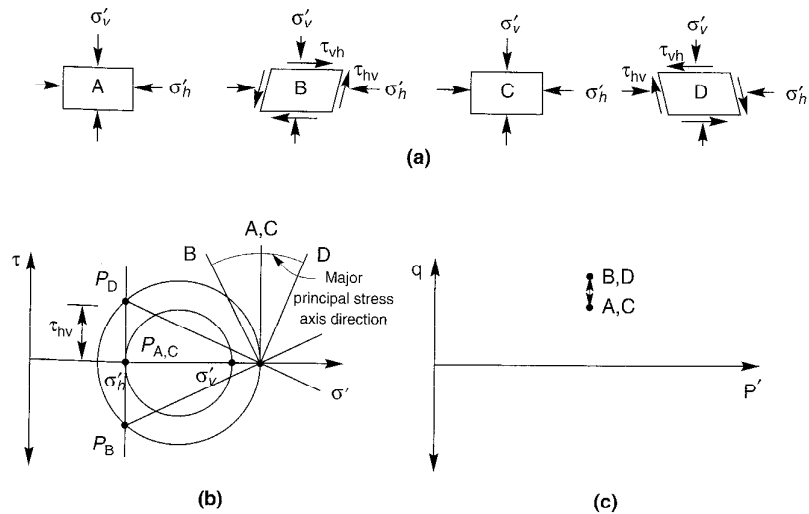 σ′v σ′v σ′v σ′v
τvh τvh
τhv τhv
A σ′h B σ′h C σ′h D σ′h
(a)
A,C
B D
τ
PD
Major
principal stress
axis direction
τhv
PA,C
σ′h σ′v σ′
PB
(b)
q
B,D
A,C
P′
(c)